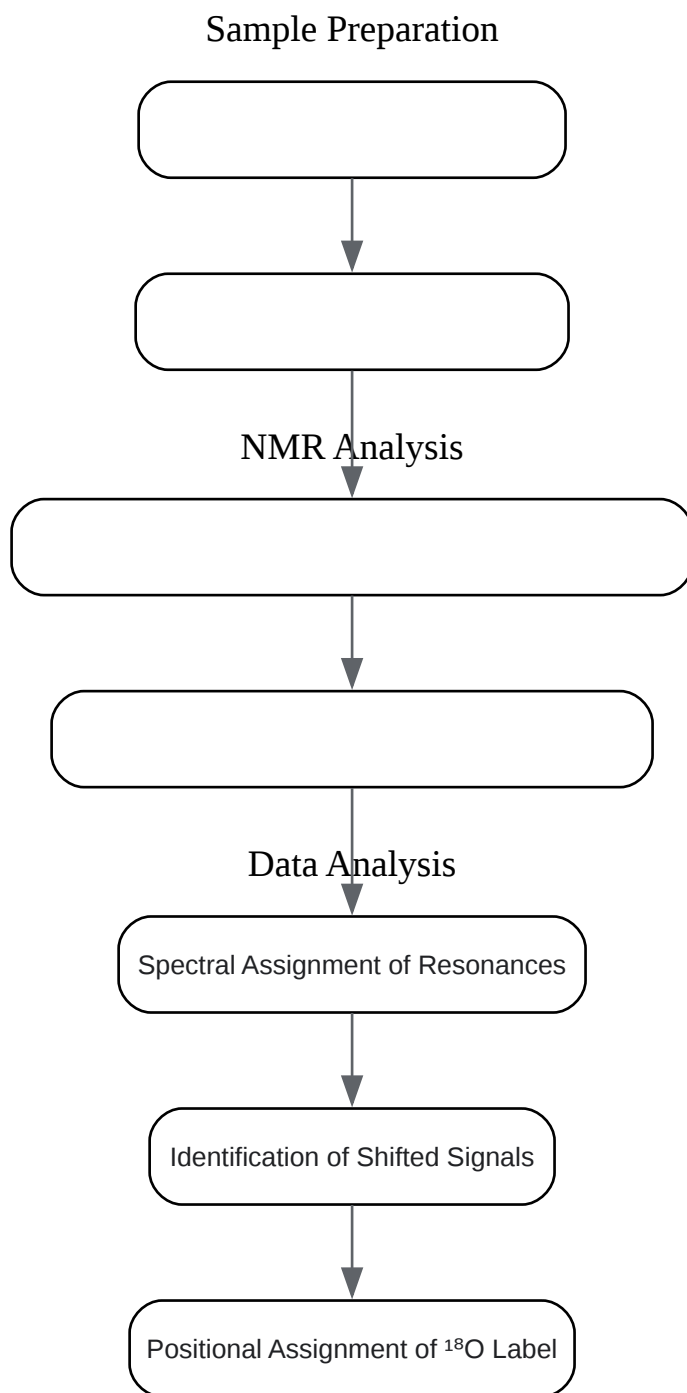 Sample Preparation
NMR Analysis
Data Analysis
Spectral Assignment of Resonances
Identification of Shifted Signals
Positional Assignment of ¹⁸O Label